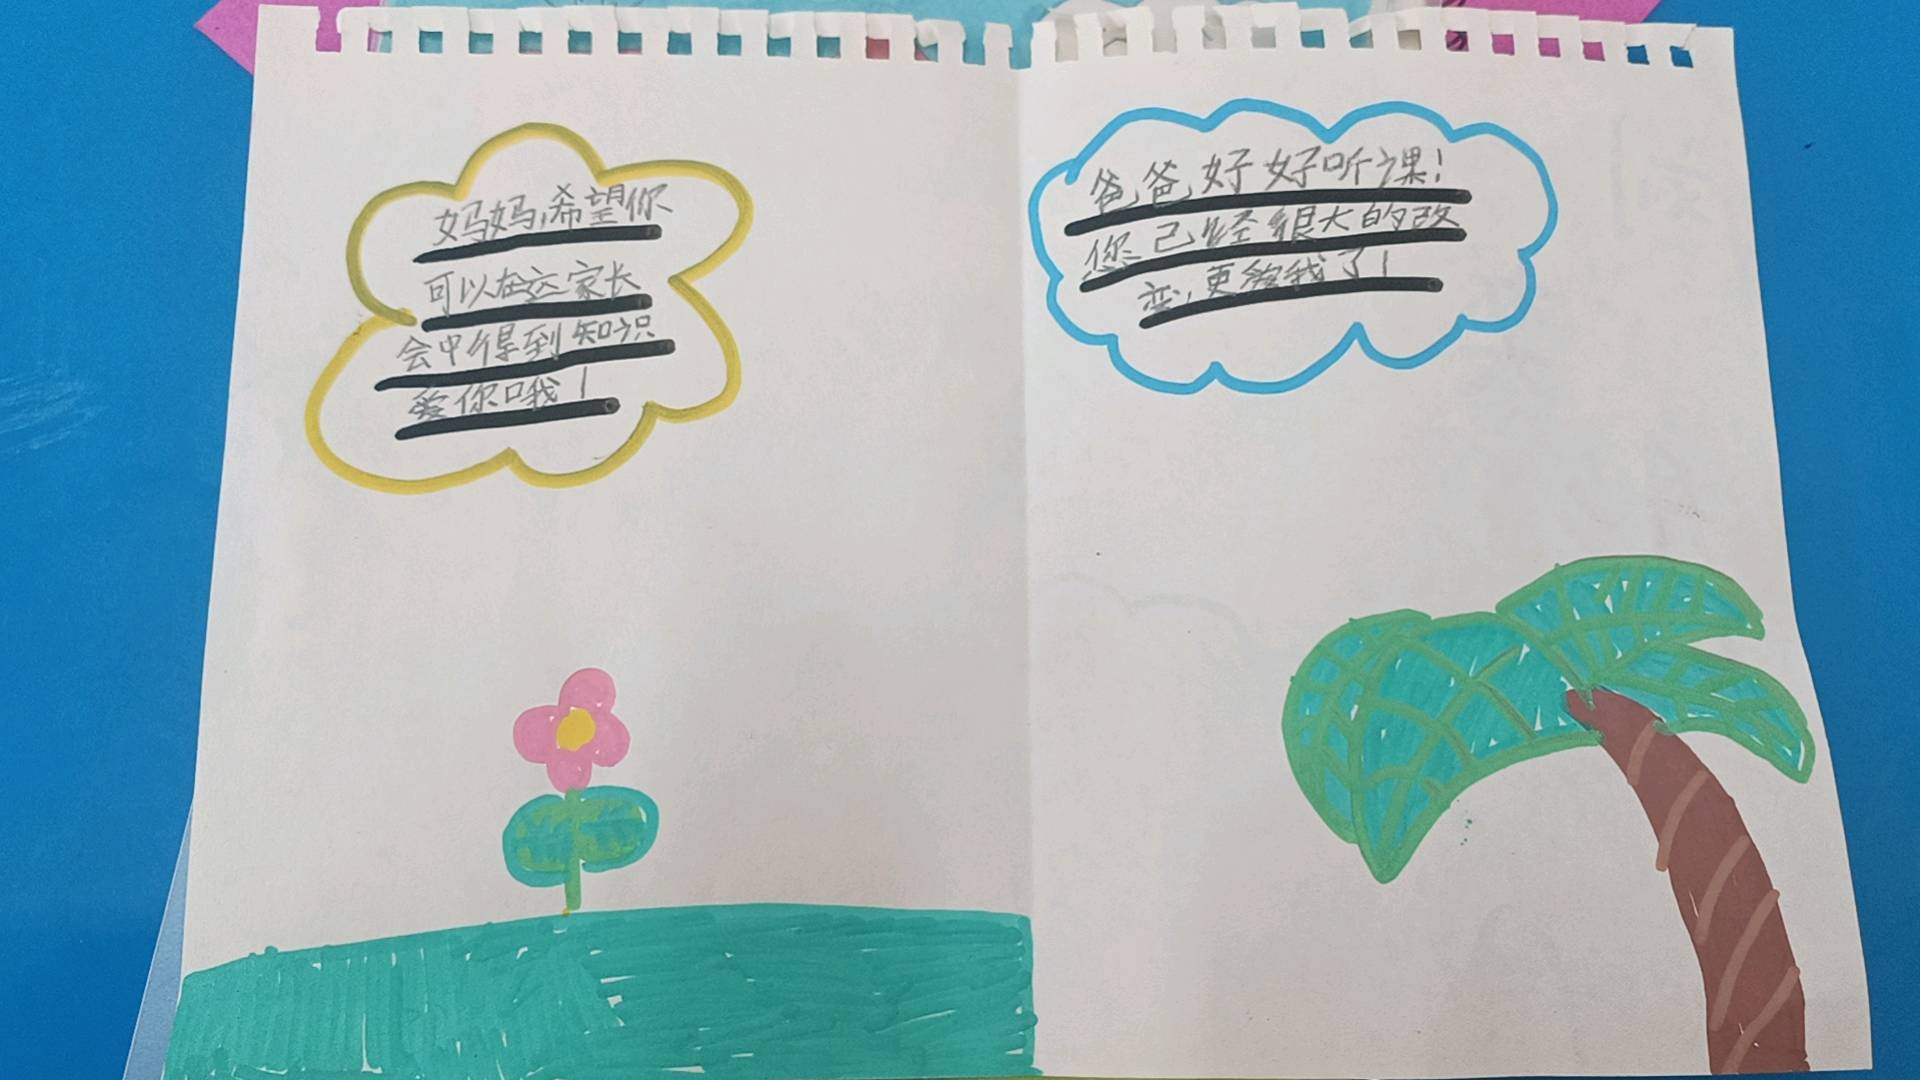 妈妈,希望你
可以在这家长
会中得到知识
爱你哦!
爸爸,好好听课!
您已经很大的改
变,更像我了!